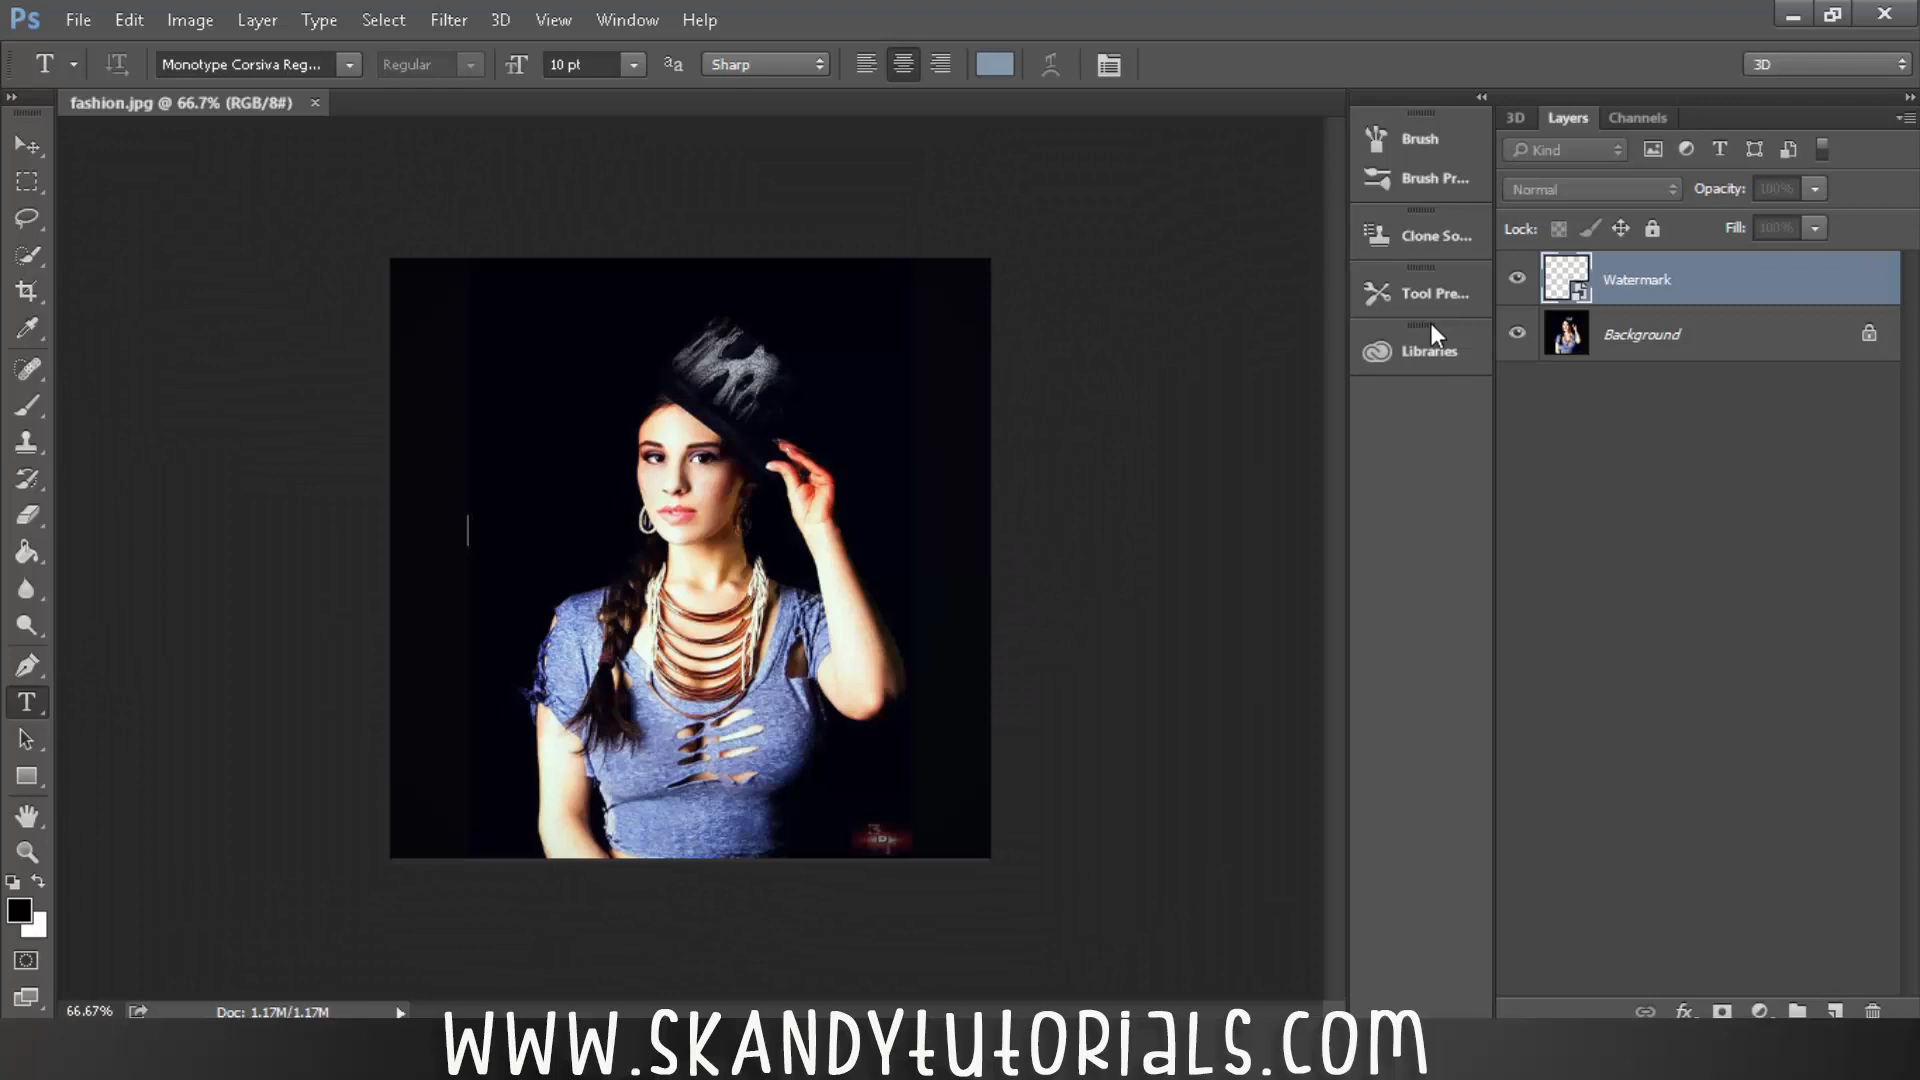 Ps File Edit Image Layer Type Select Filter 3D View Window Help
T Monotype Corsiva Reg... Regular 10 pt Sharp 3D
fashion.jpg @ 66.7% (RGB/8#) ×
Brush
Brush Pr...
Clone So...
Tool Pre...
Libraries
3D Layers Channels
Kind
Normal Opacity: 100%
Lock: Fill: 100%
Watermark
Background
66.67% Doc: 1.17M/1.17M
www.SKANDYTUTORIALS.COM